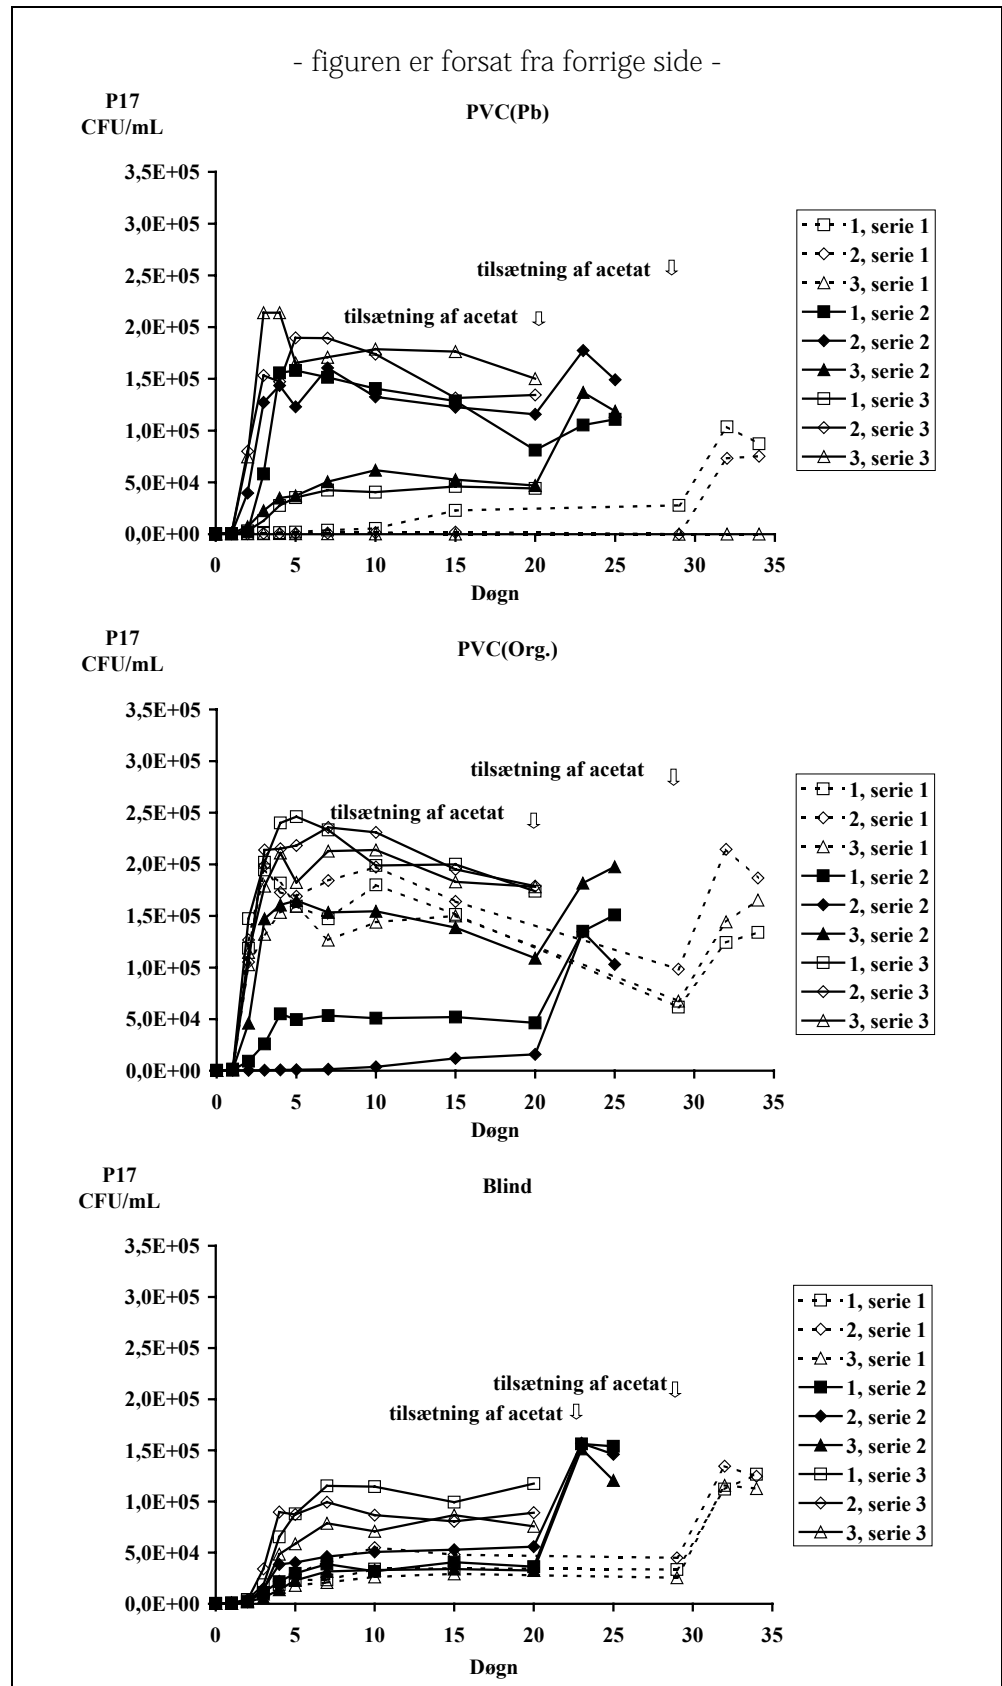 - figuren er forsat fra forrige side -
P17
CFU/mL
PVC(Pb)
3,5E+05
3,0E+05
2,5E+05
2,0E+05
1,5E+05
1,0E+05
5,0E+04
0,0E+00
tilsætning af acetat
tilsætning af acetat
0 5 10 15 20 25 30 35
Døgn
1, serie 1
2, serie 1
3, serie 1
1, serie 2
2, serie 2
3, serie 2
1, serie 3
2, serie 3
3, serie 3
P17
CFU/mL
PVC(Org.)
3,5E+05
3,0E+05
2,5E+05
2,0E+05
1,5E+05
1,0E+05
5,0E+04
0,0E+00
tilsætning af acetat
tilsætning af acetat
0 5 10 15 20 25 30 35
Døgn
1, serie 1
2, serie 1
3, serie 1
1, serie 2
2, serie 2
3, serie 2
1, serie 3
2, serie 3
3, serie 3
P17
CFU/mL
Blind
3,5E+05
3,0E+05
2,5E+05
2,0E+05
1,5E+05
1,0E+05
5,0E+04
0,0E+00
tilsætning af acetat
tilsætning af acetat
0 5 10 15 20 25 30 35
Døgn
1, serie 1
2, serie 1
3, serie 1
1, serie 2
2, serie 2
3, serie 2
1, serie 3
2, serie 3
3, serie 3